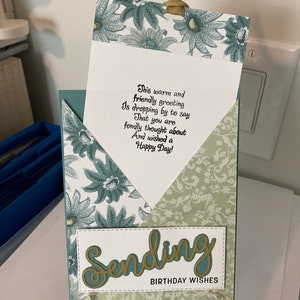 This warm and
friendly greeting
Is dropping by to say
That you are
fondly thought about
And wished a
Happy Day!
Sending
BIRTHDAY WISHES